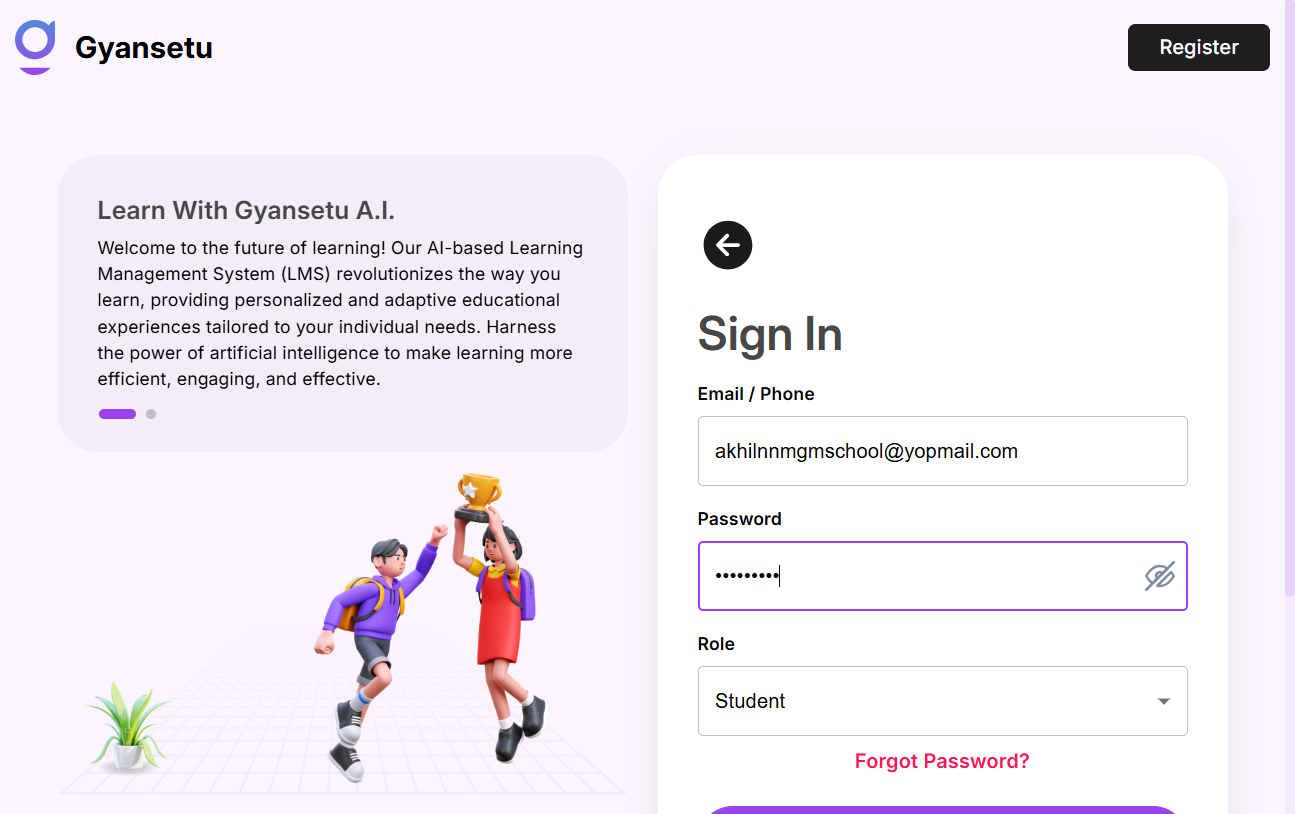 Gyansetu
Register
Learn With Gyansetu A.I.
Welcome to the future of learning! Our AI-based Learning
Management System (LMS) revolutionizes the way you
learn, providing personalized and adaptive educational
experiences tailored to your individual needs. Harness
the power of artificial intelligence to make learning more
efficient, engaging, and effective.
Sign In
Email / Phone
akhilnnmgmschool@yopmail.com
Password
•••••••••
Role
Student
Forgot Password?